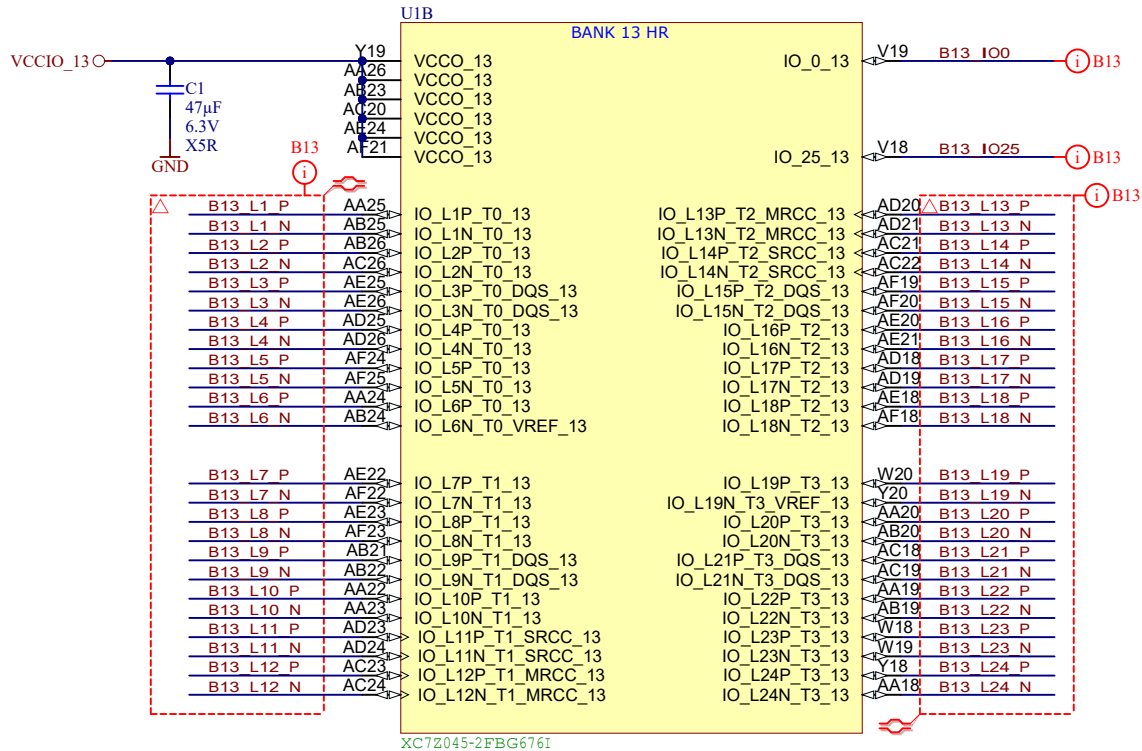 U1B
BANK 13 HR
VCCIO_13
Y19 VCCO_13 IO_0_13 V19 B13_IO0 i B13
AA26 VCCO_13
AB23 VCCO_13
AC20 VCCO_13
AE24 VCCO_13
AF21 VCCO_13 IO_25_13 V18 B13_IO25 i B13
C1
47µF
6.3V
X5R
GND
B13
i
i B13
B13_L1_P AA25 IO_L1P_T0_13 IO_L13P_T2_MRCC_13 AD20 B13_L13_P
B13_L1_N AB25 IO_L1N_T0_13 IO_L13N_T2_MRCC_13 AD21 B13_L13_N
B13_L2_P AB26 IO_L2P_T0_13 IO_L14P_T2_SRCC_13 AC21 B13_L14_P
B13_L2_N AC26 IO_L2N_T0_13 IO_L14N_T2_SRCC_13 AC22 B13_L14_N
B13_L3_P AE25 IO_L3P_T0_DQS_13 IO_L15P_T2_DQS_13 AF19 B13_L15_P
B13_L3_N AE26 IO_L3N_T0_DQS_13 IO_L15N_T2_DQS_13 AF20 B13_L15_N
B13_L4_P AD25 IO_L4P_T0_13 IO_L16P_T2_13 AE20 B13_L16_P
B13_L4_N AD26 IO_L4N_T0_13 IO_L16N_T2_13 AE21 B13_L16_N
B13_L5_P AF24 IO_L5P_T0_13 IO_L17P_T2_13 AD18 B13_L17_P
B13_L5_N AF25 IO_L5N_T0_13 IO_L17N_T2_13 AD19 B13_L17_N
B13_L6_P AA24 IO_L6P_T0_13 IO_L18P_T2_13 AE18 B13_L18_P
B13_L6_N AB24 IO_L6N_T0_VREF_13 IO_L18N_T2_13 AF18 B13_L18_N
B13_L7_P AE22 IO_L7P_T1_13 IO_L19P_T3_13 W20 B13_L19_P
B13_L7_N AF22 IO_L7N_T1_13 IO_L19N_T3_VREF_13 Y20 B13_L19_N
B13_L8_P AE23 IO_L8P_T1_13 IO_L20P_T3_13 AA20 B13_L20_P
B13_L8_N AF23 IO_L8N_T1_13 IO_L20N_T3_13 AB20 B13_L20_N
B13_L9_P AB21 IO_L9P_T1_DQS_13 IO_L21P_T3_DQS_13 AC18 B13_L21_P
B13_L9_N AB22 IO_L9N_T1_DQS_13 IO_L21N_T3_DQS_13 AC19 B13_L21_N
B13_L10_P AA22 IO_L10P_T1_13 IO_L22P_T3_13 AA19 B13_L22_P
B13_L10_N AA23 IO_L10N_T1_13 IO_L22N_T3_13 AB19 B13_L22_N
B13_L11_P AD23 IO_L11P_T1_SRCC_13 IO_L23P_T3_13 W18 B13_L23_P
B13_L11_N AD24 IO_L11N_T1_SRCC_13 IO_L23N_T3_13 W19 B13_L23_N
B13_L12_P AC23 IO_L12P_T1_MRCC_13 IO_L24P_T3_13 Y18 B13_L24_P
B13_L12_N AC24 IO_L12N_T1_MRCC_13 IO_L24N_T3_13 AA18 B13_L24_N
XC7Z045-2FBG676I